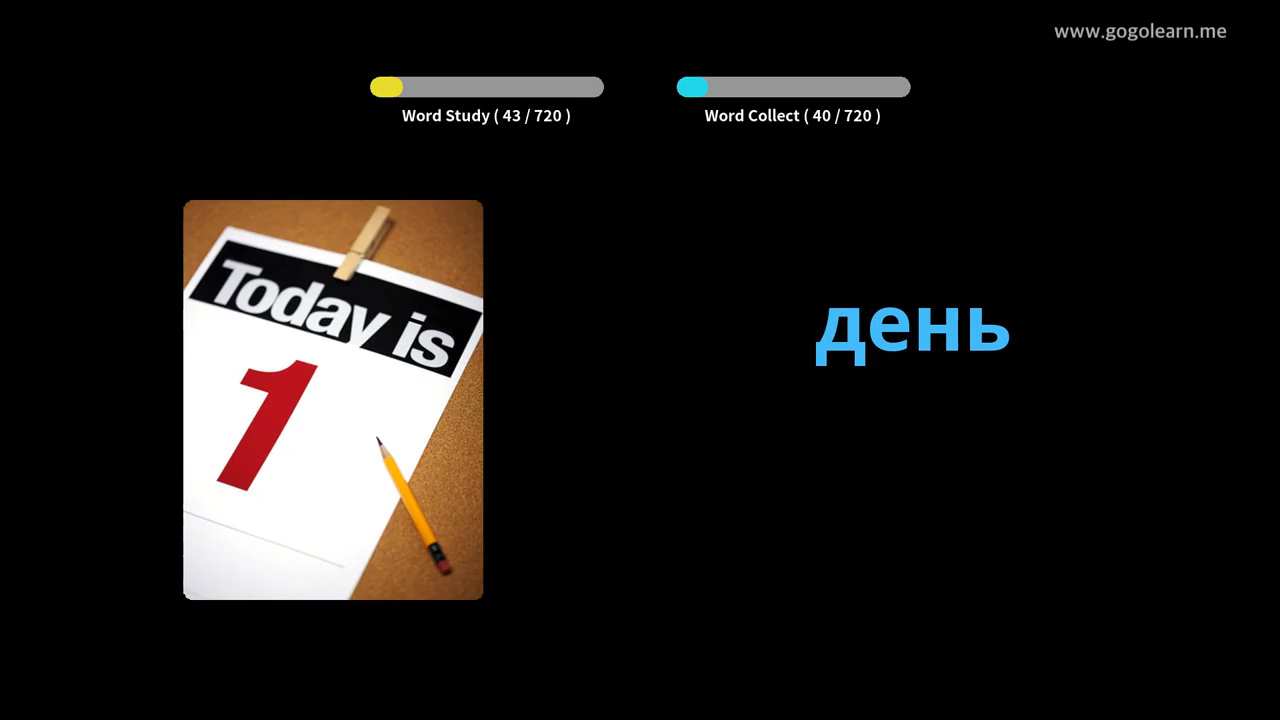 www.gogolearn.me
Word Study ( 43 / 720 )
Word Collect ( 40 / 720 )
Today is
1
день